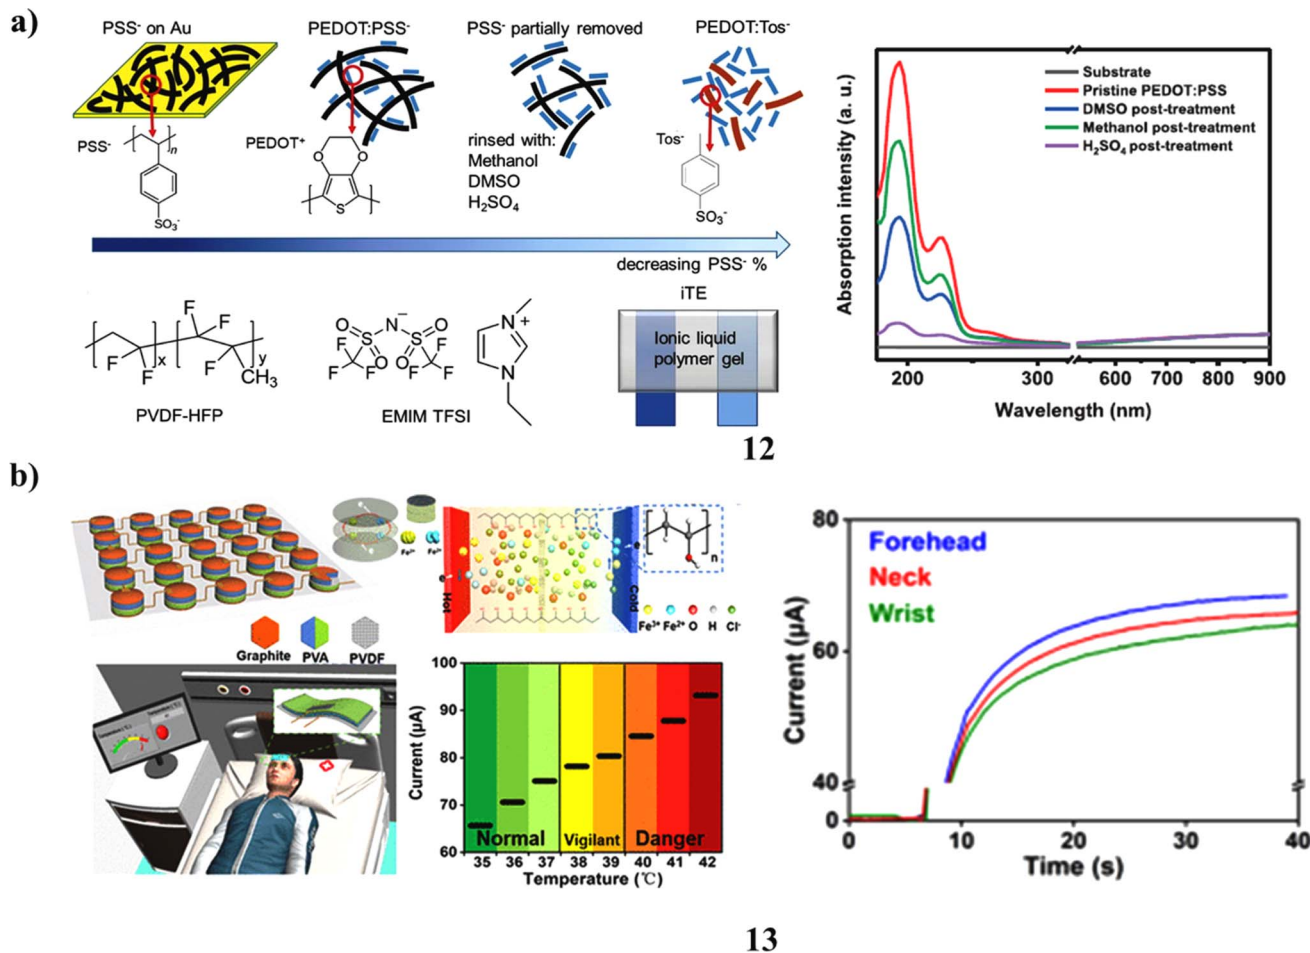 a)
PSS⁻ on Au
PEDOT:PSS⁻
PSS⁻ partially removed
PEDOT:Tos⁻
PSS⁻
n
SO₃⁻
PEDOT⁺
O
O
S
rinsed with:
Methanol
DMSO
H₂SO₄
Tos⁻
SO₃⁻
decreasing PSS⁻ %
F
F
F
F
F
x
y
CH₃
PVDF-HFP
O
O
N⁻
O
O
S
S
F
F
F
F
F
F
N⁺
N
EMIM TFSI
iTE
Ionic liquid
polymer gel
Absorption intensity (a. u.)
Substrate
Pristine PEDOT:PSS
DMSO post-treatment
Methanol post-treatment
H₂SO₄ post-treatment
200
300
600
700
800
900
Wavelength (nm)
12
b)
Graphite
PVA
PVDF
Fe³⁺
Fe²⁺
Hot
Cold
e
e
n
Fe³⁺ Fe²⁺ O H Cl⁻
Current (μA)
100
90
80
70
60
Normal
Vigilant
Danger
35 36 37 38 39 40 41 42
Temperature (℃)
Current (μA)
80
60
40
0
Forehead
Neck
Wrist
0 10 20 30 40
Time (s)
13